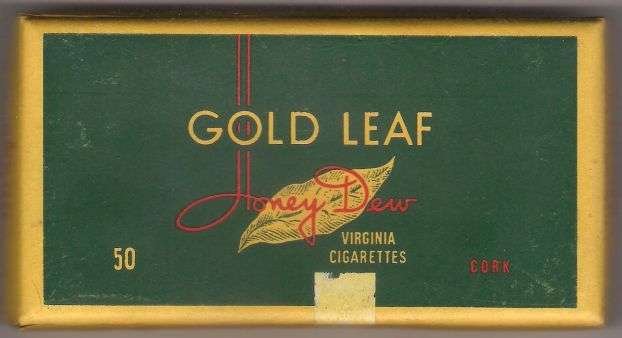 GOLD LEAF
Honey Dew
VIRGINIA
CIGARETTES
50
CORK